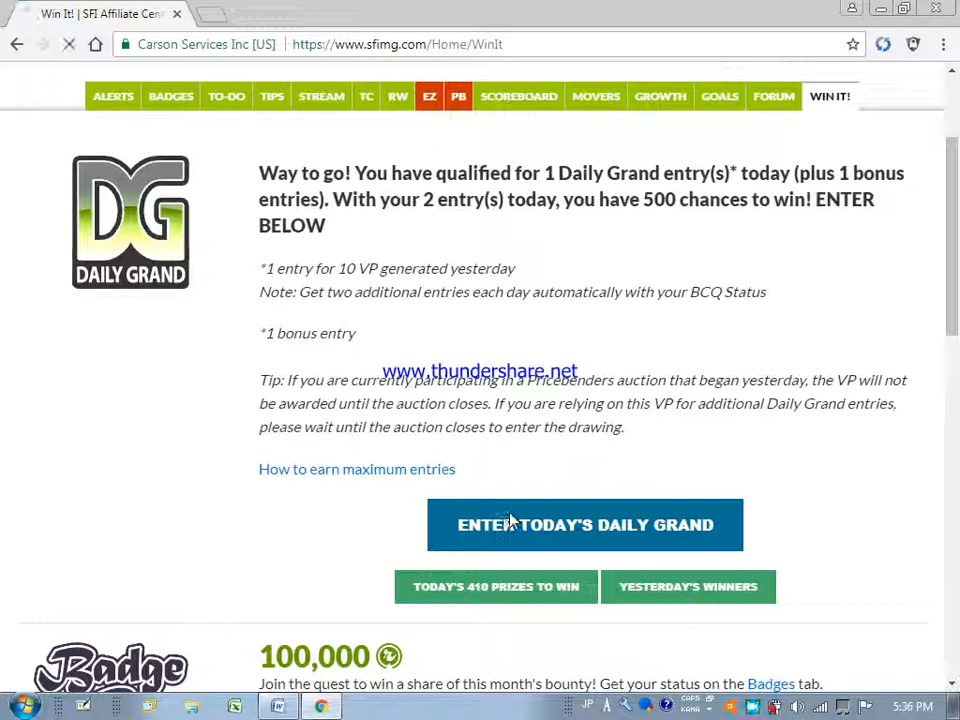 Win It! | SFI Affiliate Cen
Carson Services Inc [US] https://www.sfimg.com/Home/WinIt
ALERTS BADGES TO-DO TIPS STREAM TC RW EZ PB SCOREBOARD MOVERS GROWTH GOALS FORUM WIN IT!
DG
DAILY GRAND
Way to go! You have qualified for 1 Daily Grand entry(s)* today (plus 1 bonus
entries). With your 2 entry(s) today, you have 500 chances to win! ENTER
BELOW
*1 entry for 10 VP generated yesterday
Note: Get two additional entries each day automatically with your BCQ Status
*1 bonus entry
www.thundershare.net
Tip: If you are currently participating in a Pricebenders auction that began yesterday, the VP will not
be awarded until the auction closes. If you are relying on this VP for additional Daily Grand entries,
please wait until the auction closes to enter the drawing.
How to earn maximum entries
ENTER TODAY'S DAILY GRAND
TODAY'S 410 PRIZES TO WIN YESTERDAY'S WINNERS
Badge
100,000
Join the quest to win a share of this month's bounty! Get your status on the Badges tab.
JP A CAPS KANA 5:36 PM